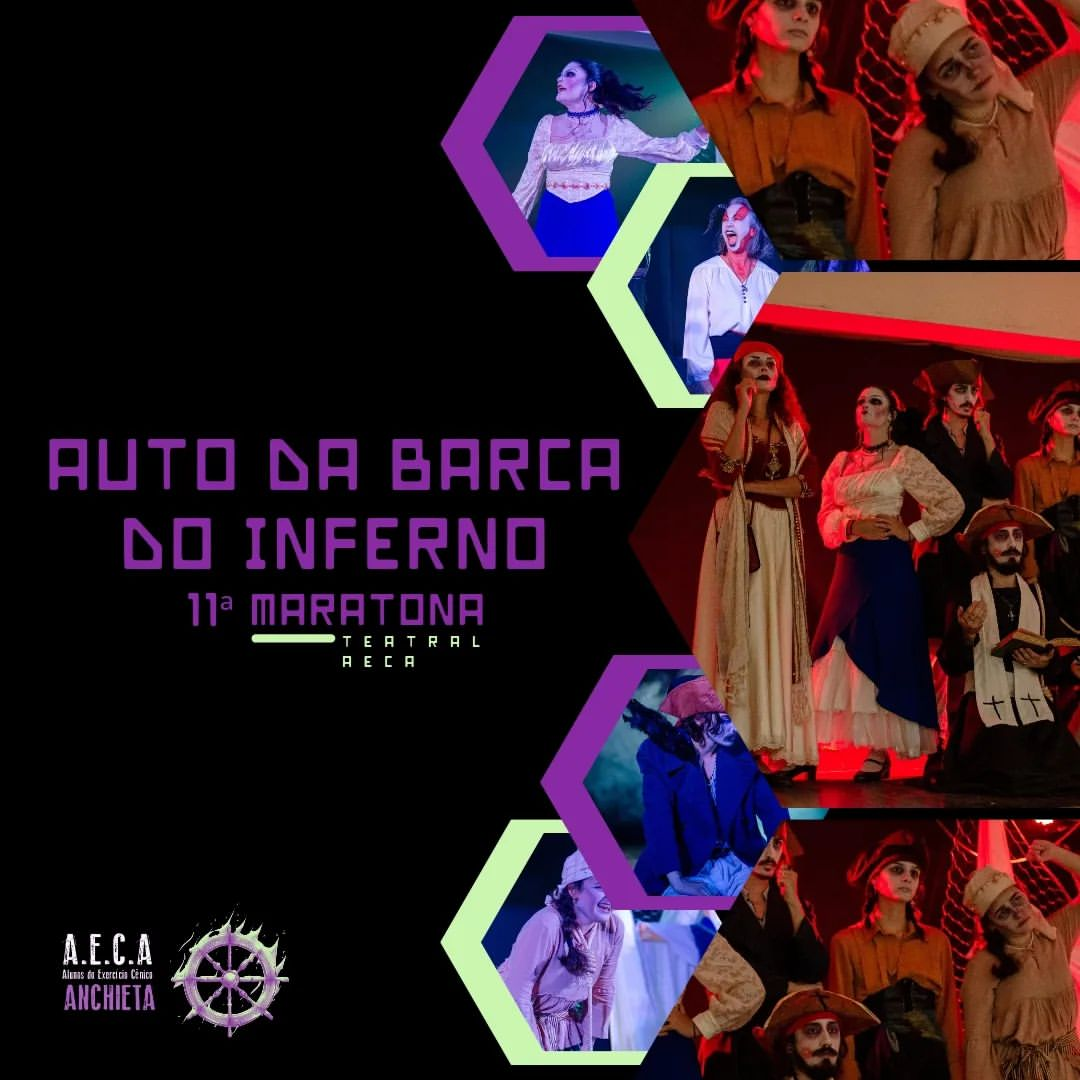 AUTO DA BARCA
DO INFERNO
11ª MARATONA
TEATRAL
AECA
A.E.C.A
Alunos do Exercício Cênico
ANCHIETA